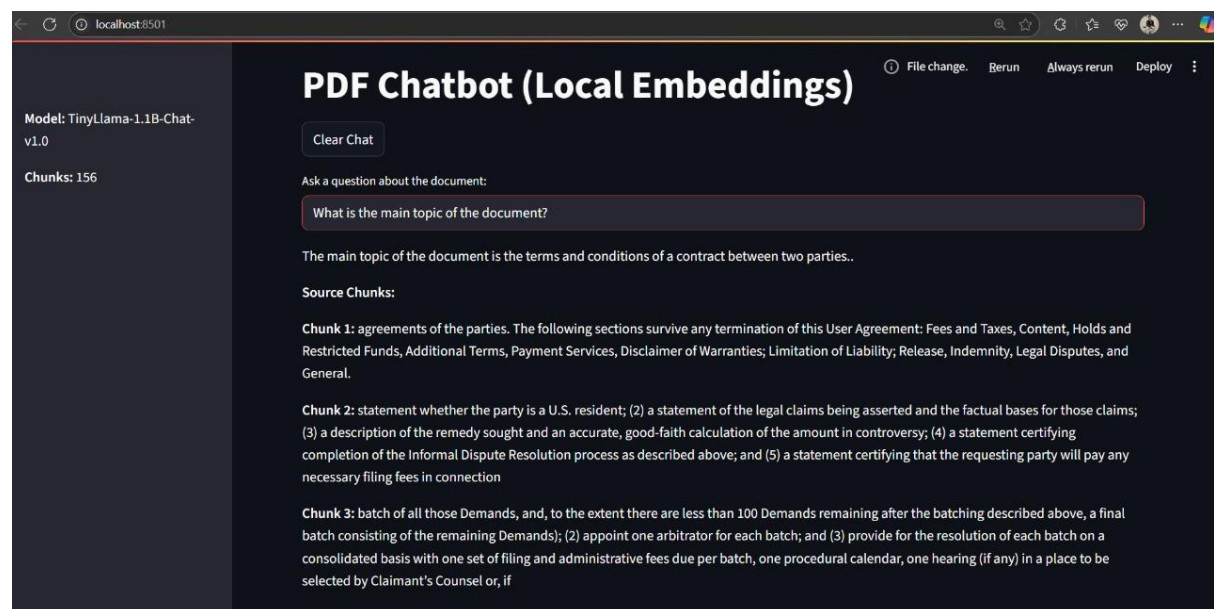 localhost:8501
File change. Rerun Always rerun Deploy
PDF Chatbot (Local Embeddings)
Model: TinyLlama-1.1B-Chat-
v1.0
Chunks: 156
Clear Chat
Ask a question about the document:
What is the main topic of the document?
The main topic of the document is the terms and conditions of a contract between two parties..
Source Chunks:
Chunk 1: agreements of the parties. The following sections survive any termination of this User Agreement: Fees and Taxes, Content, Holds and
Restricted Funds, Additional Terms, Payment Services, Disclaimer of Warranties; Limitation of Liability; Release, Indemnity, Legal Disputes, and
General.
Chunk 2: statement whether the party is a U.S. resident; (2) a statement of the legal claims being asserted and the factual bases for those claims;
(3) a description of the remedy sought and an accurate, good-faith calculation of the amount in controversy; (4) a statement certifying
completion of the Informal Dispute Resolution process as described above; and (5) a statement certifying that the requesting party will pay any
necessary filing fees in connection
Chunk 3: batch of all those Demands, and, to the extent there are less than 100 Demands remaining after the batching described above, a final
batch consisting of the remaining Demands); (2) appoint one arbitrator for each batch; and (3) provide for the resolution of each batch on a
consolidated basis with one set of filing and administrative fees due per batch, one procedural calendar, one hearing (if any) in a place to be
selected by Claimant's Counsel or, if